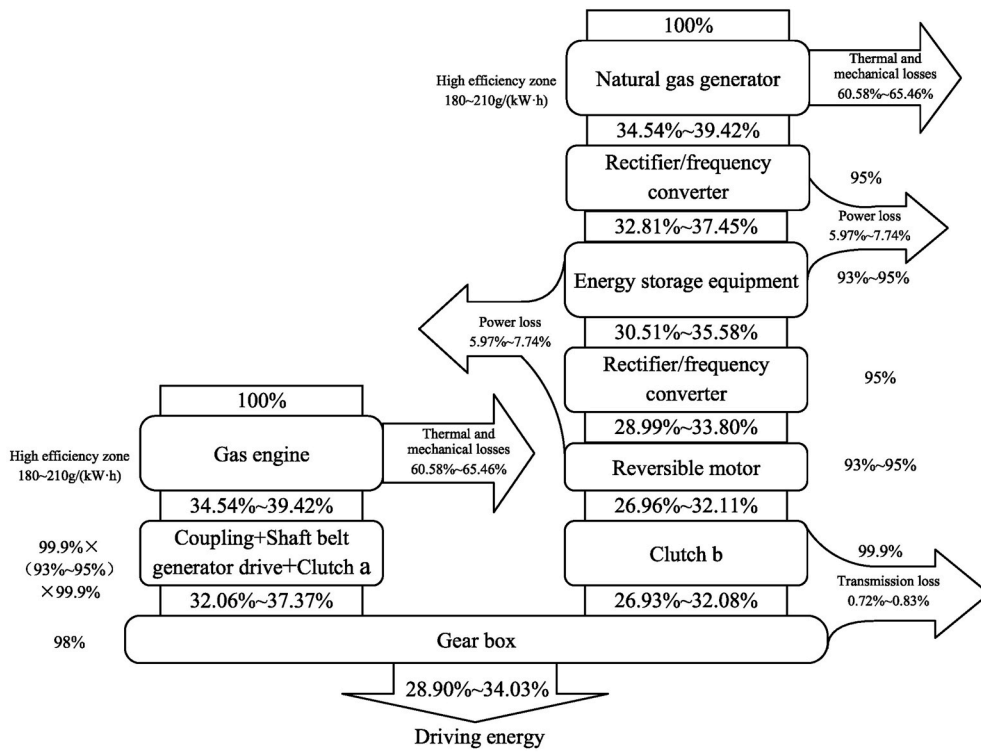 100%
Natural gas generator
High efficiency zone
180~210g/(kW·h)
Thermal and
mechanical losses
60.58%~65.46%
34.54%~39.42%
Rectifier/frequency
converter
95%
32.81%~37.45%
Power loss
5.97%~7.74%
Energy storage equipment
93%~95%
30.51%~35.58%
Power loss
5.97%~7.74%
Rectifier/frequency
converter
95%
28.99%~33.80%
Reversible motor
93%~95%
26.96%~32.11%
Clutch b
99.9%
26.93%~32.08%
Transmission loss
0.72%~0.83%
100%
Gas engine
High efficiency zone
180~210g/(kW·h)
Thermal and
mechanical losses
60.58%~65.46%
34.54%~39.42%
Coupling+Shaft belt
generator drive+Clutch a
99.9%×
（93%~95%）
×99.9%
32.06%~37.37%
Gear box
98%
28.90%~34.03%
Driving energy